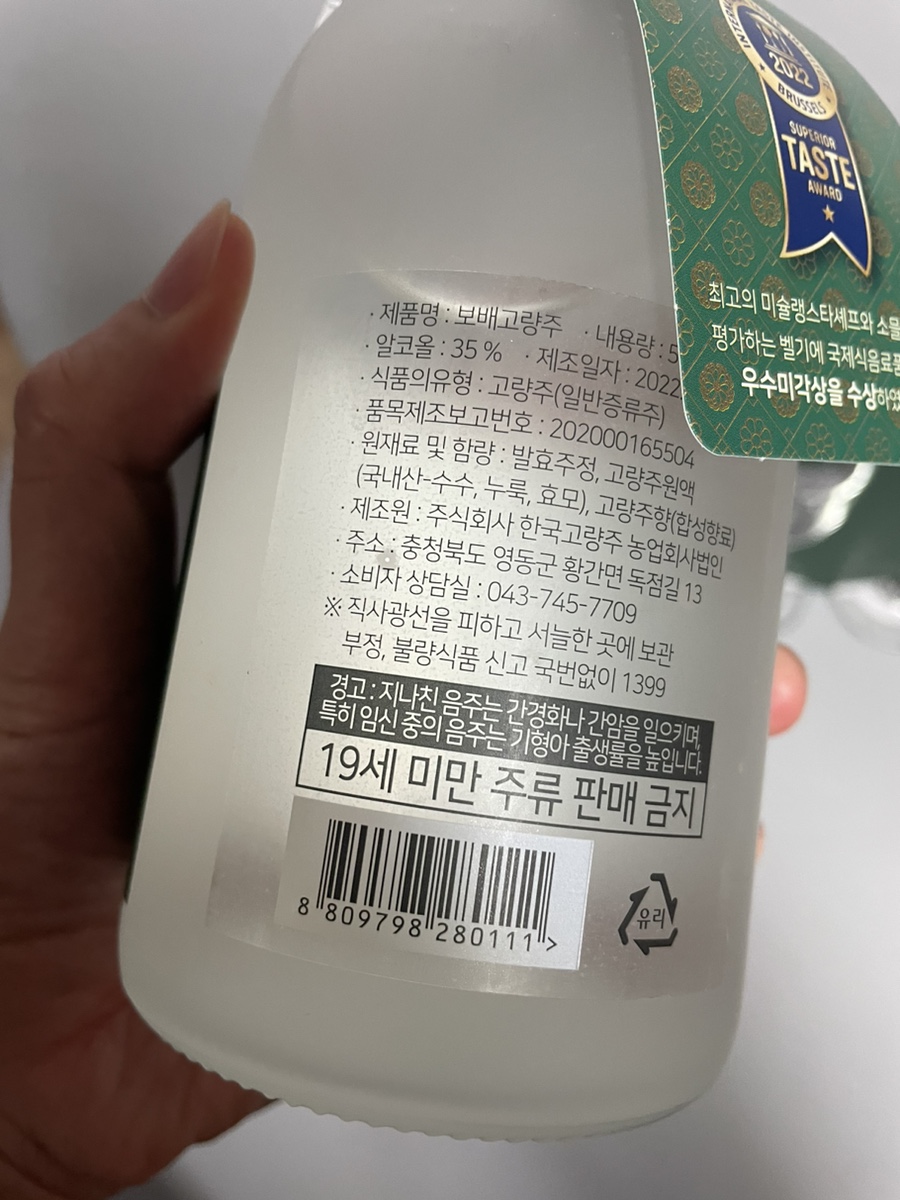 2022
BRUSSELS
SUPERIOR
TASTE
AWARD
최고의 미슐랭스타셰프와 소믈
평가하는 벨기에 국제식음료품
우수미각상을 수상하였
· 제품명 : 보배고량주 · 내용량 : 5
· 알코올 : 35 % · 제조일자 : 2022
· 식품의유형 : 고량주(일반증류주)
· 품목제조보고번호 : 202000165504
· 원재료 및 함량 : 발효주정, 고량주원액
(국내산-수수, 누룩, 효모), 고량주향(합성향료)
· 제조원 : 주식회사 한국고량주 농업회사법인
· 주소 : 충청북도 영동군 황간면 독점길 13
· 소비자 상담실 : 043-745-7709
※ 직사광선을 피하고 서늘한 곳에 보관
부정, 불량식품 신고 국번없이 1399
경고 : 지나친 음주는 간경화나 간암을 일으키며,
특히 임신 중의 음주는 기형아 출생률을 높입니다.
19세 미만 주류 판매 금지
8 809798 280111 >
유리